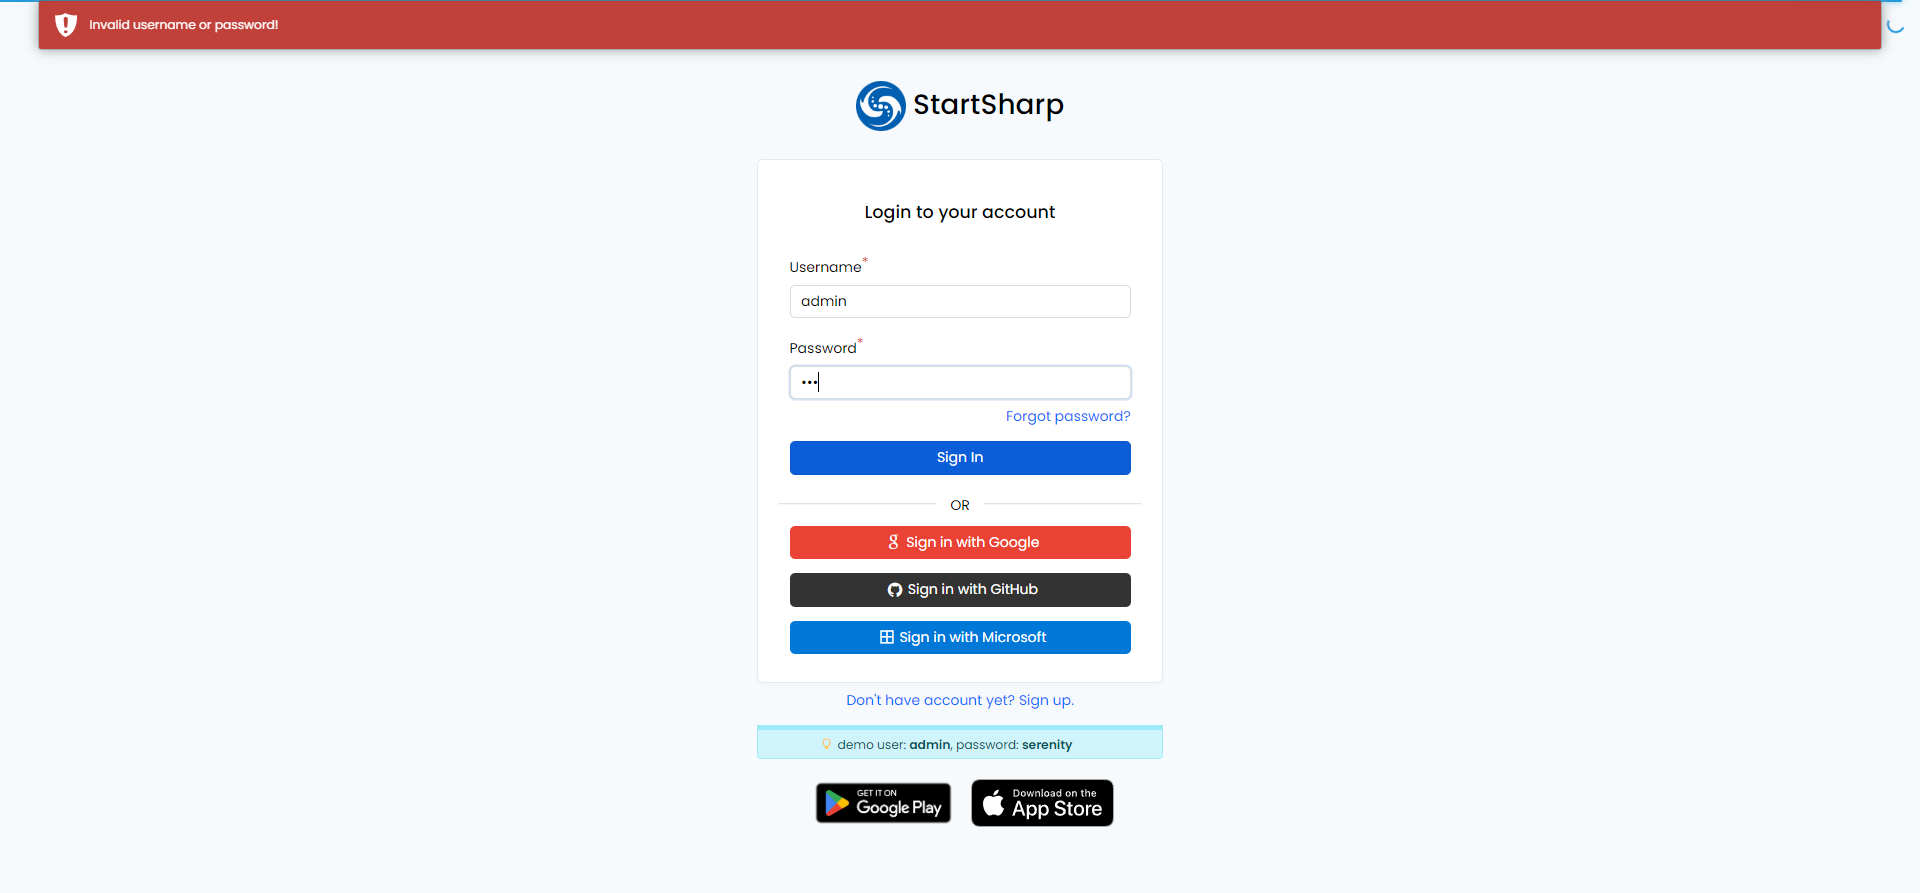 Invalid username or password!
StartSharp
Login to your account
Username*
admin
Password*
•••
Forgot password?
Sign In
OR
Sign in with Google
Sign in with GitHub
Sign in with Microsoft
Don't have account yet? Sign up.
demo user: admin, password: serenity
GET IT ON
Google Play
Download on the
App Store